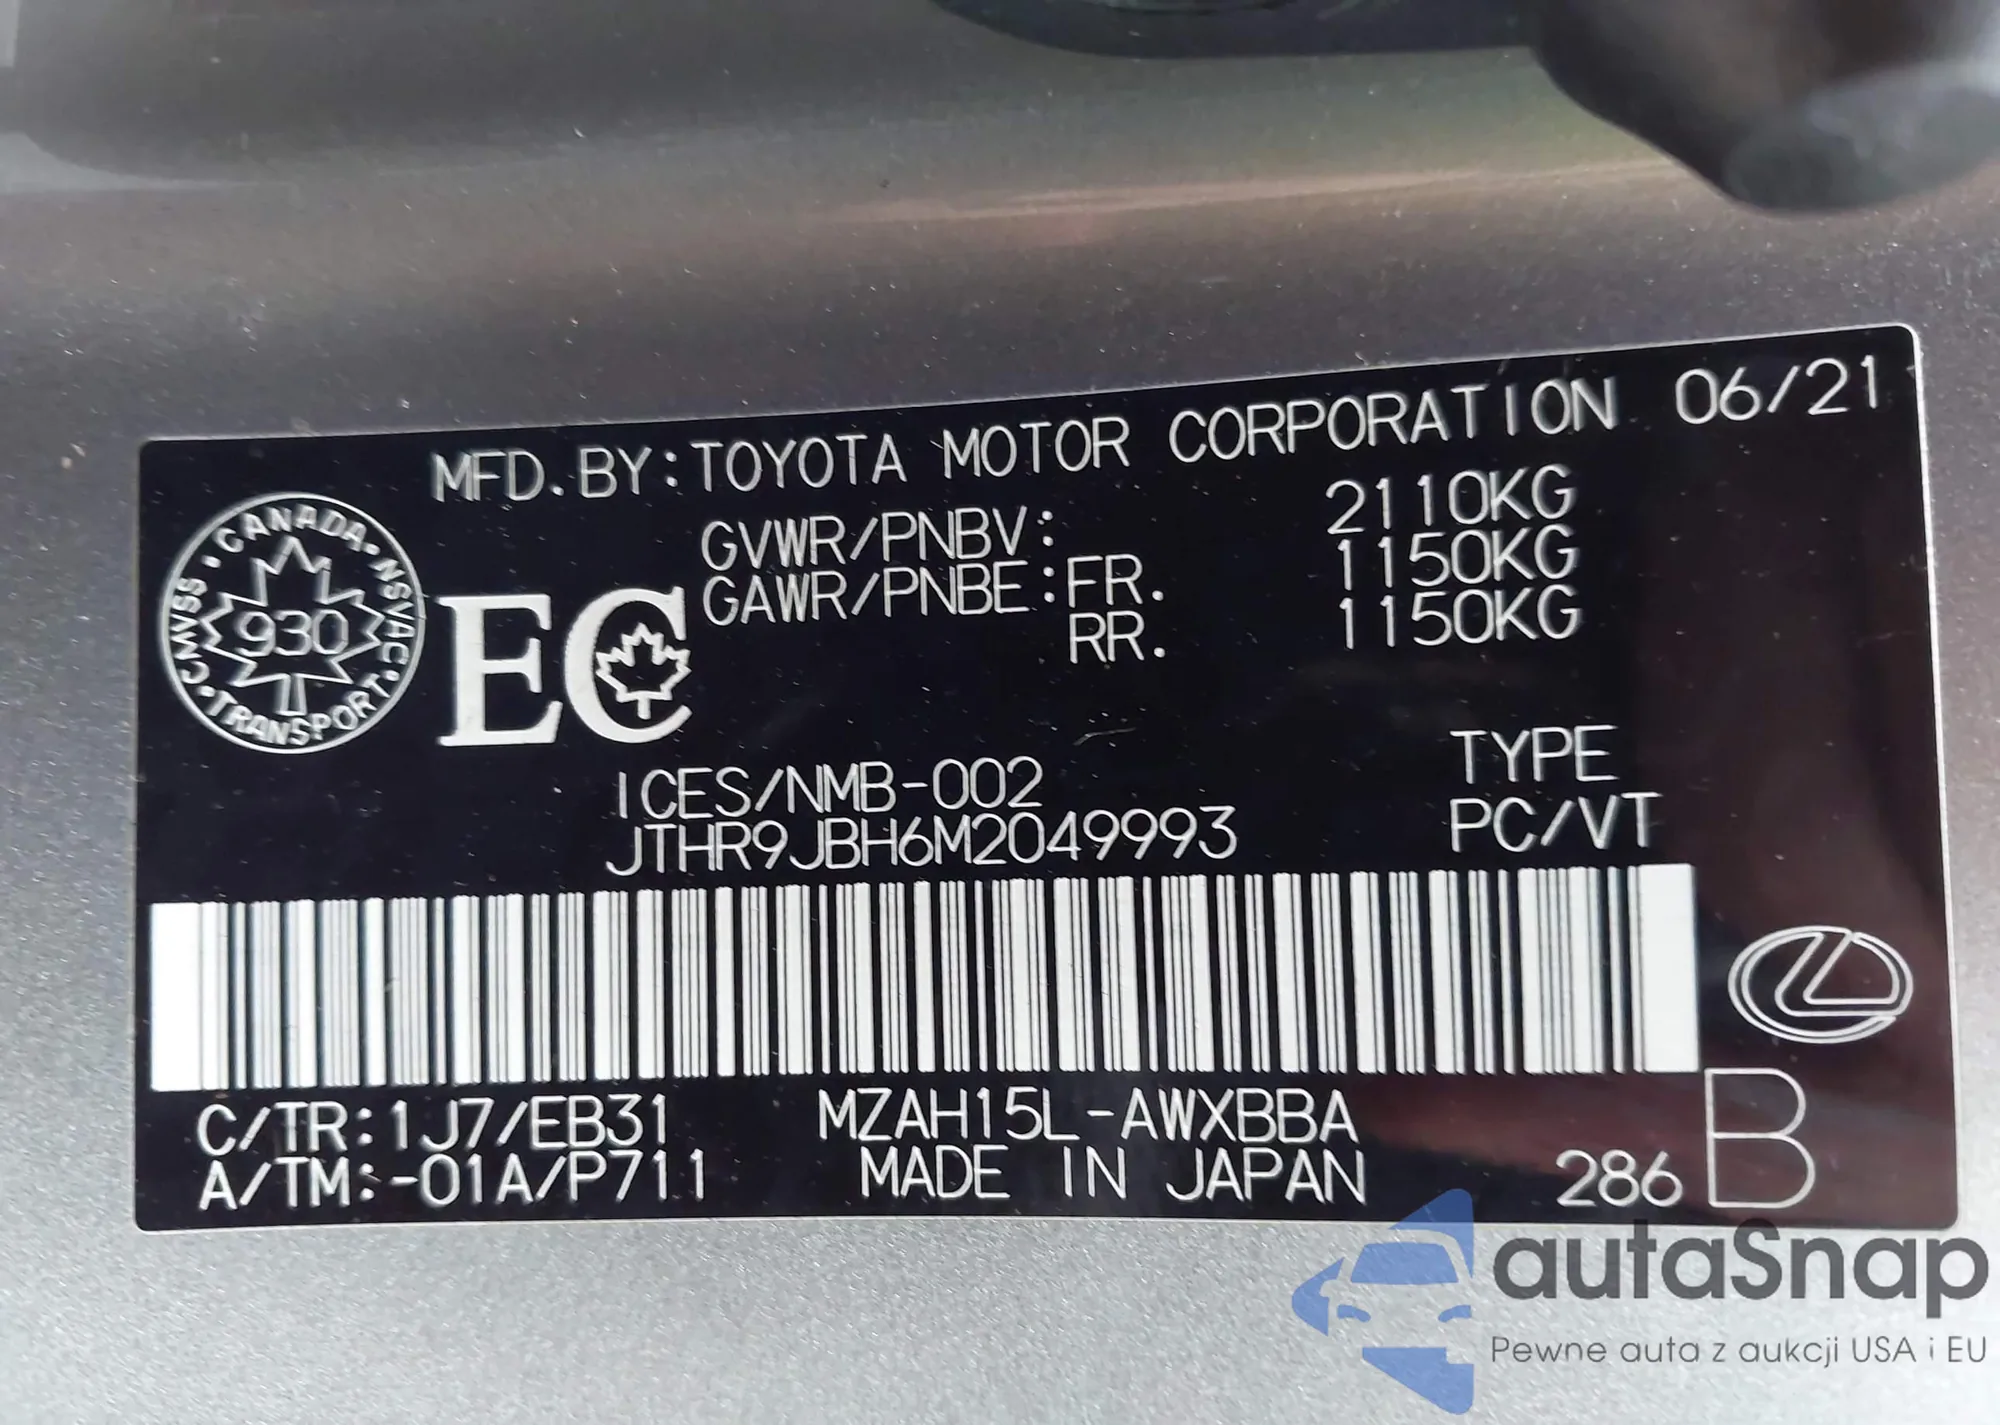 MFD.BY:TOYOTA MOTOR CORPORATION 06/21
GVWR/PNBV: 2110KG
GAWR/PNBE:FR. 1150KG
RR. 1150KG
CANADA · NSVAC · TRANSPORT · CMVSS ·
930
EC
ICES/NMB-002
JTHR9JBH6M2049993
TYPE
PC/VT
C/TR:1J7/EB31 MZAH15L-AWXBBA
A/TM:-01A/P711 MADE IN JAPAN 286 B
autaSnap
Pewne auta z aukcji USA i EU